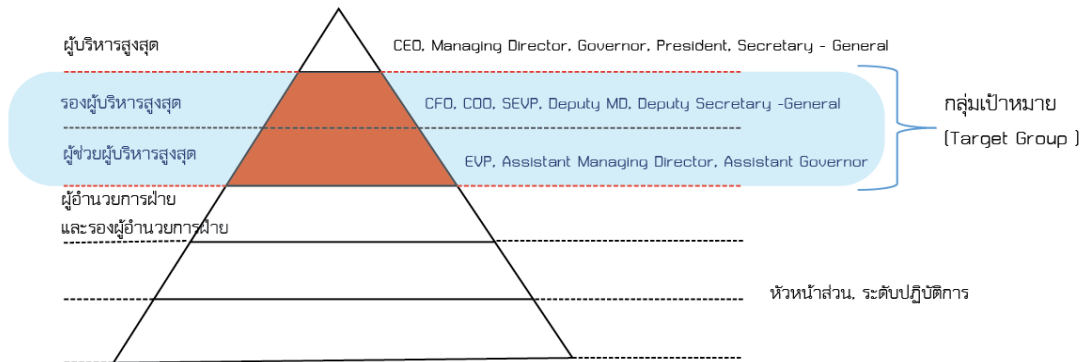 ผู้บริหารสูงสุด
CEO, Managing Director, Governor, President, Secretary - General
รองผู้บริหารสูงสุด
CFO, COO, SEVP, Deputy MD, Deputy Secretary -General
กลุ่มเป้าหมาย
(Target Group )
ผู้ช่วยผู้บริหารสูงสุด
EVP, Assistant Managing Director, Assistant Governor
ผู้อำนวยการฝ่าย
และรองผู้อำนวยการฝ่าย
หัวหน้าส่วน, ระดับปฏิบัติการ